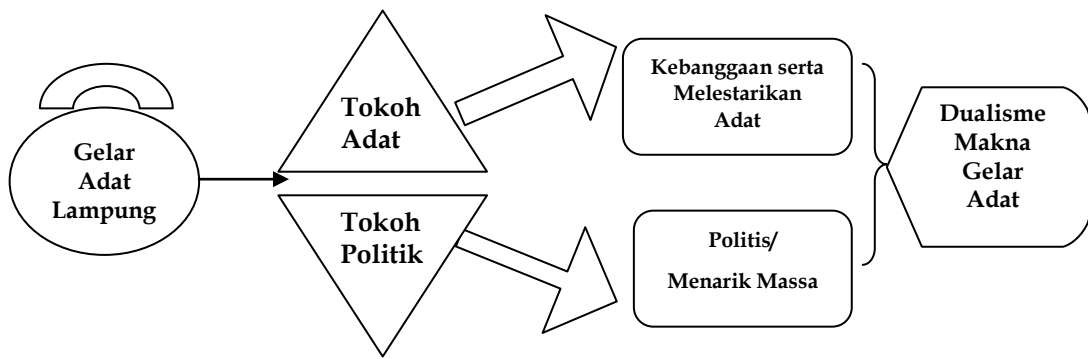 Gelar
Adat
Lampung
Tokoh
Adat
Tokoh
Politik
Kebanggaan serta
Melestarikan
Adat
Politis/
Menarik Massa
Dualisme
Makna
Gelar
Adat